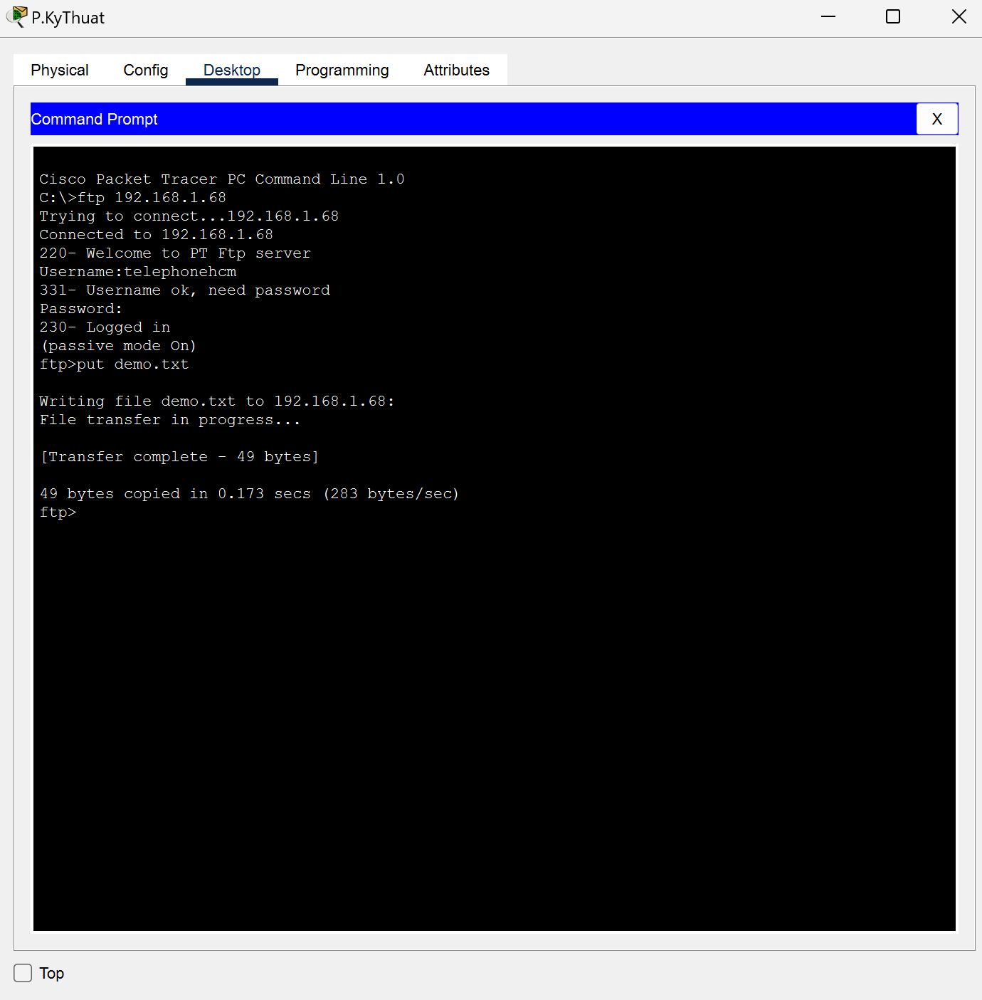 P.KyThuat
Physical Config Desktop Programming Attributes
Command Prompt X
Cisco Packet Tracer PC Command Line 1.0
C:\>ftp 192.168.1.68
Trying to connect...192.168.1.68
Connected to 192.168.1.68
220- Welcome to PT Ftp server
Username:telephonehcm
331- Username ok, need password
Password:
230- Logged in
(passive mode On)
ftp>put demo.txt
Writing file demo.txt to 192.168.1.68:
File transfer in progress...
[Transfer complete - 49 bytes]
49 bytes copied in 0.173 secs (283 bytes/sec)
ftp>
Top